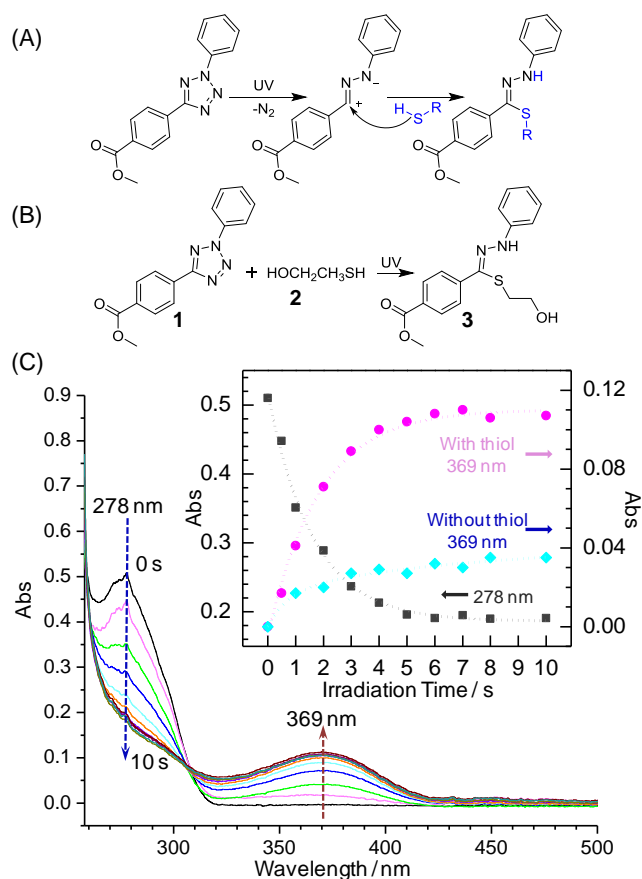 (A)
N
N
N
N
O
O
UV
-N₂
N
N
−
+
H
S
R
N
NH
S
R
O
O
(B)
N
N
N
N
O
O
1
+
HOCH₂CH₂SH
2
UV
N
NH
S
OH
O
O
3
(C)
0.9
0.8
0.7
0.6
0.5
0.4
0.3
0.2
0.1
0.0
Abs
300
350
400
450
500
Wavelength / nm
278 nm
0 s
10 s
369 nm
0.5
0.4
0.3
0.2
Abs
0 1 2 3 4 5 6 7 8 9 10
Irradiation Time / s
0.12
0.08
0.04
0.00
Abs
With thiol
369 nm
Without thiol
369 nm
278 nm